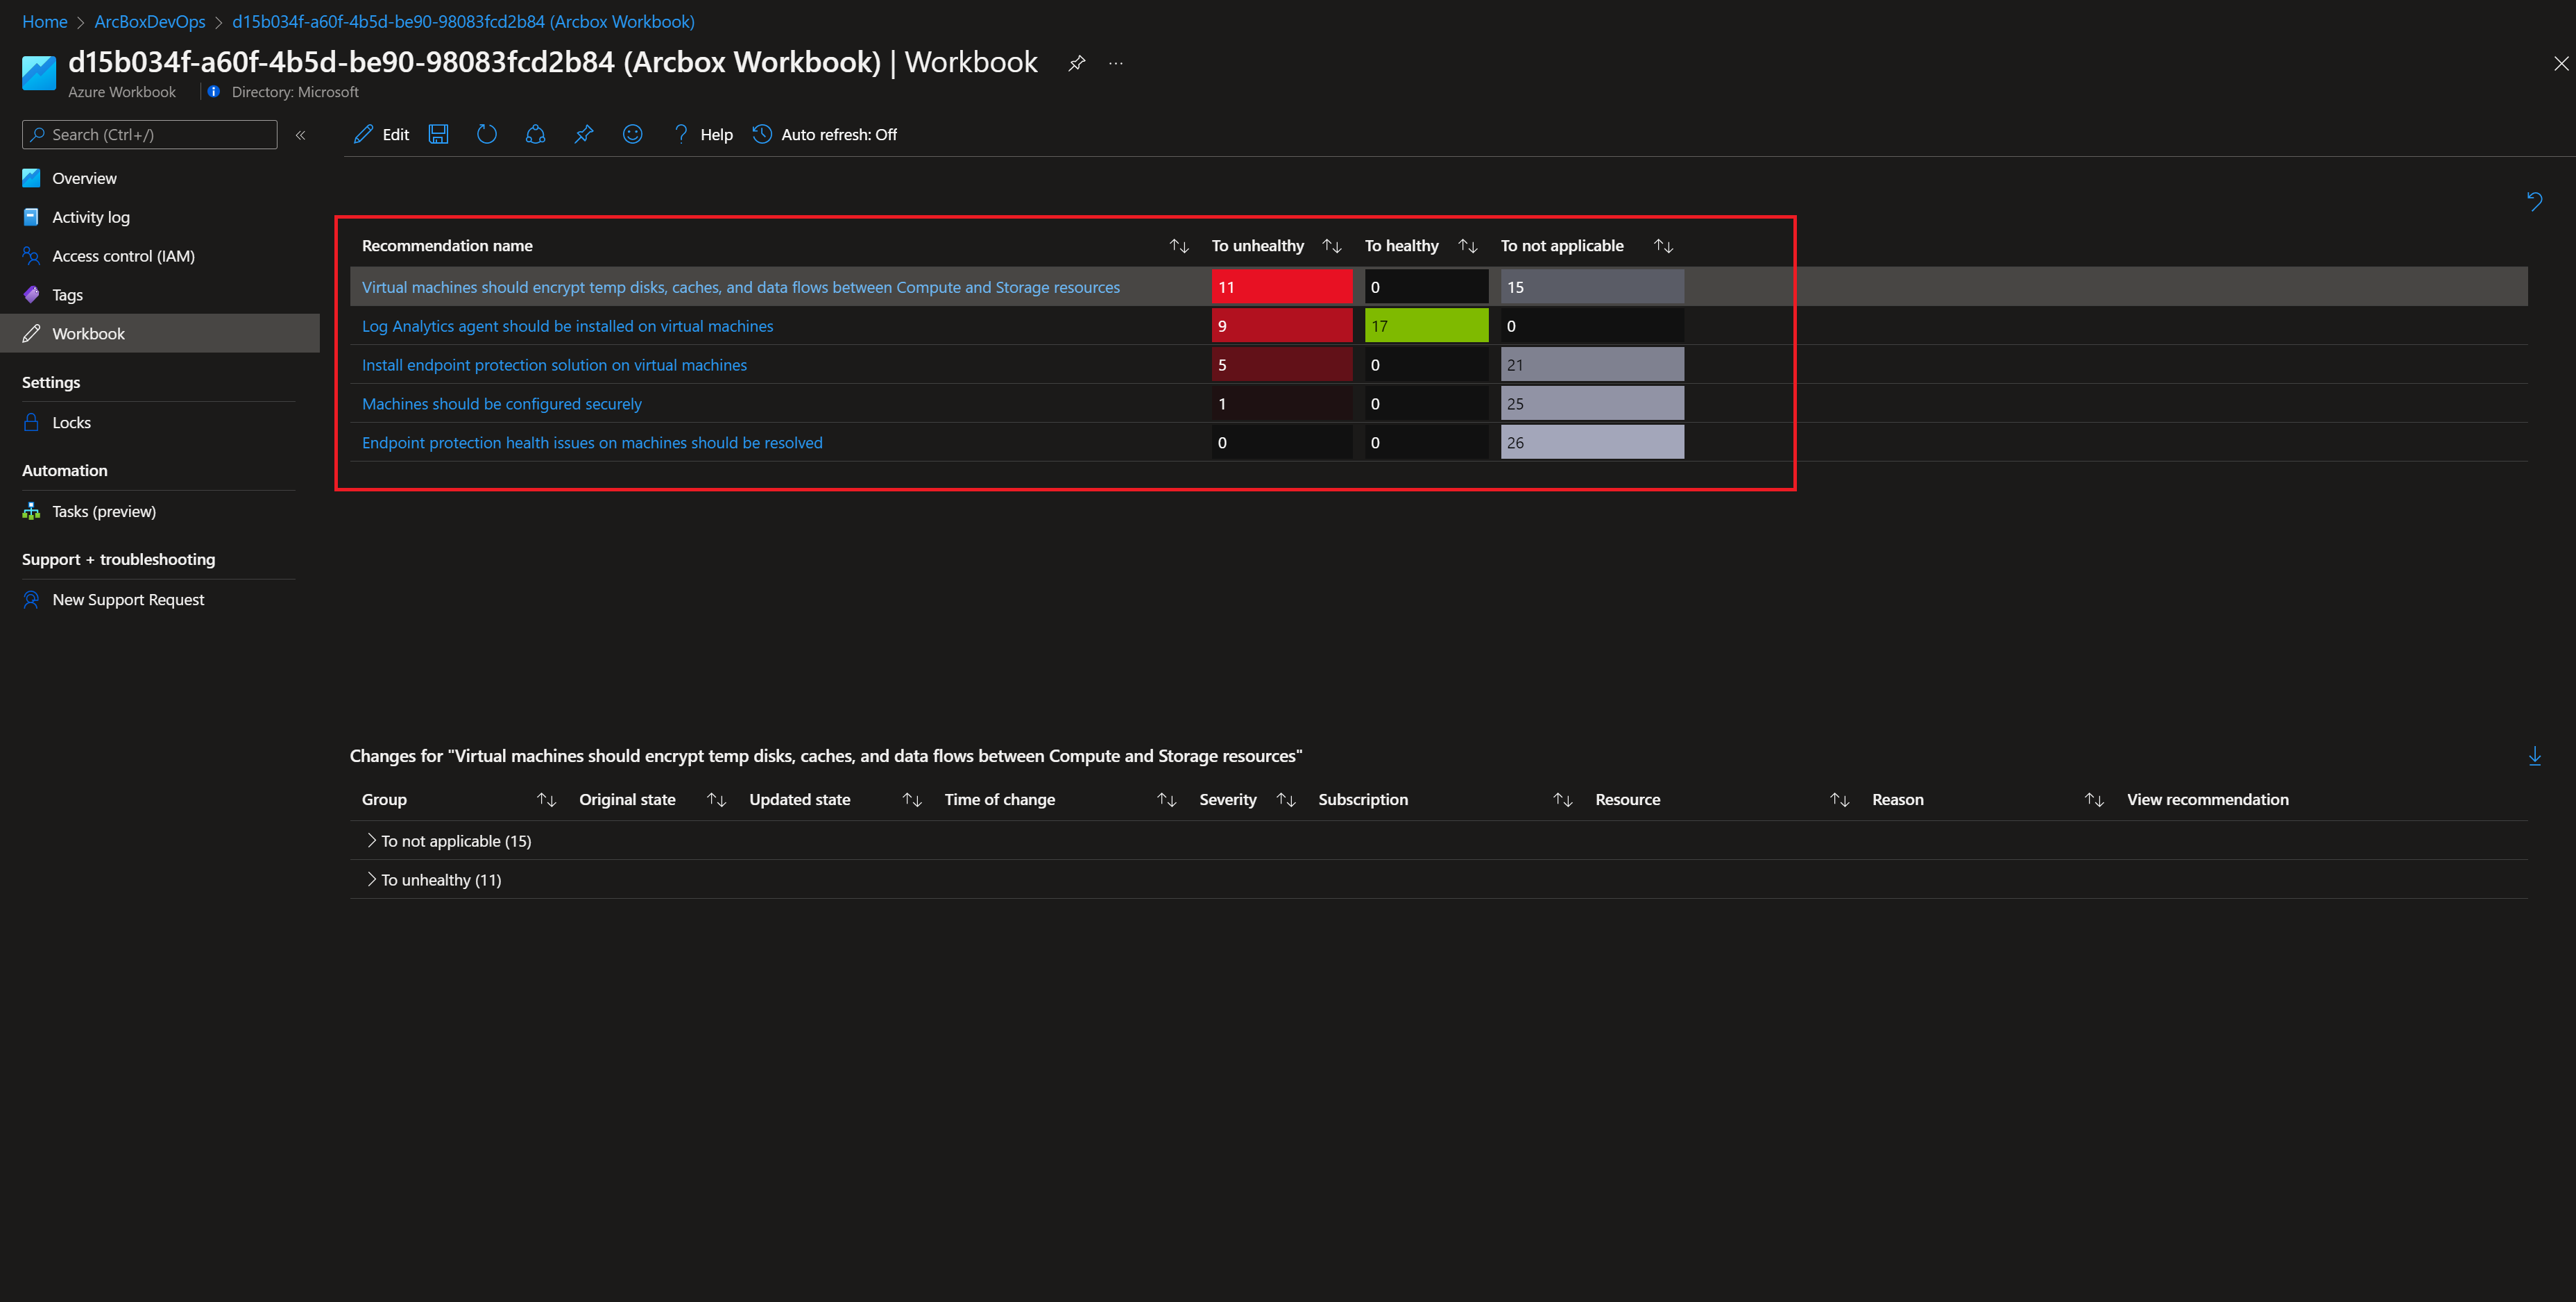 Home > ArcBoxDevOps > d15b034f-a60f-4b5d-be90-98083fcd2b84 (Arcbox Workbook)
d15b034f-a60f-4b5d-be90-98083fcd2b84 (Arcbox Workbook) | Workbook ...
Azure Workbook Directory: Microsoft
Search (Ctrl+/) «
Edit Help Auto refresh: Off
Overview
Activity log
Access control (IAM)
Tags
Workbook
Settings
Locks
Automation
Tasks (preview)
Support + troubleshooting
New Support Request
Recommendation name To unhealthy To healthy To not applicable
Virtual machines should encrypt temp disks, caches, and data flows between Compute and Storage resources 11 0 15
Log Analytics agent should be installed on virtual machines 9 17 0
Install endpoint protection solution on virtual machines 5 0 21
Machines should be configured securely 1 0 25
Endpoint protection health issues on machines should be resolved 0 0 26
Changes for "Virtual machines should encrypt temp disks, caches, and data flows between Compute and Storage resources"
Group Original state Updated state Time of change Severity Subscription Resource Reason View recommendation
To not applicable (15)
To unhealthy (11)